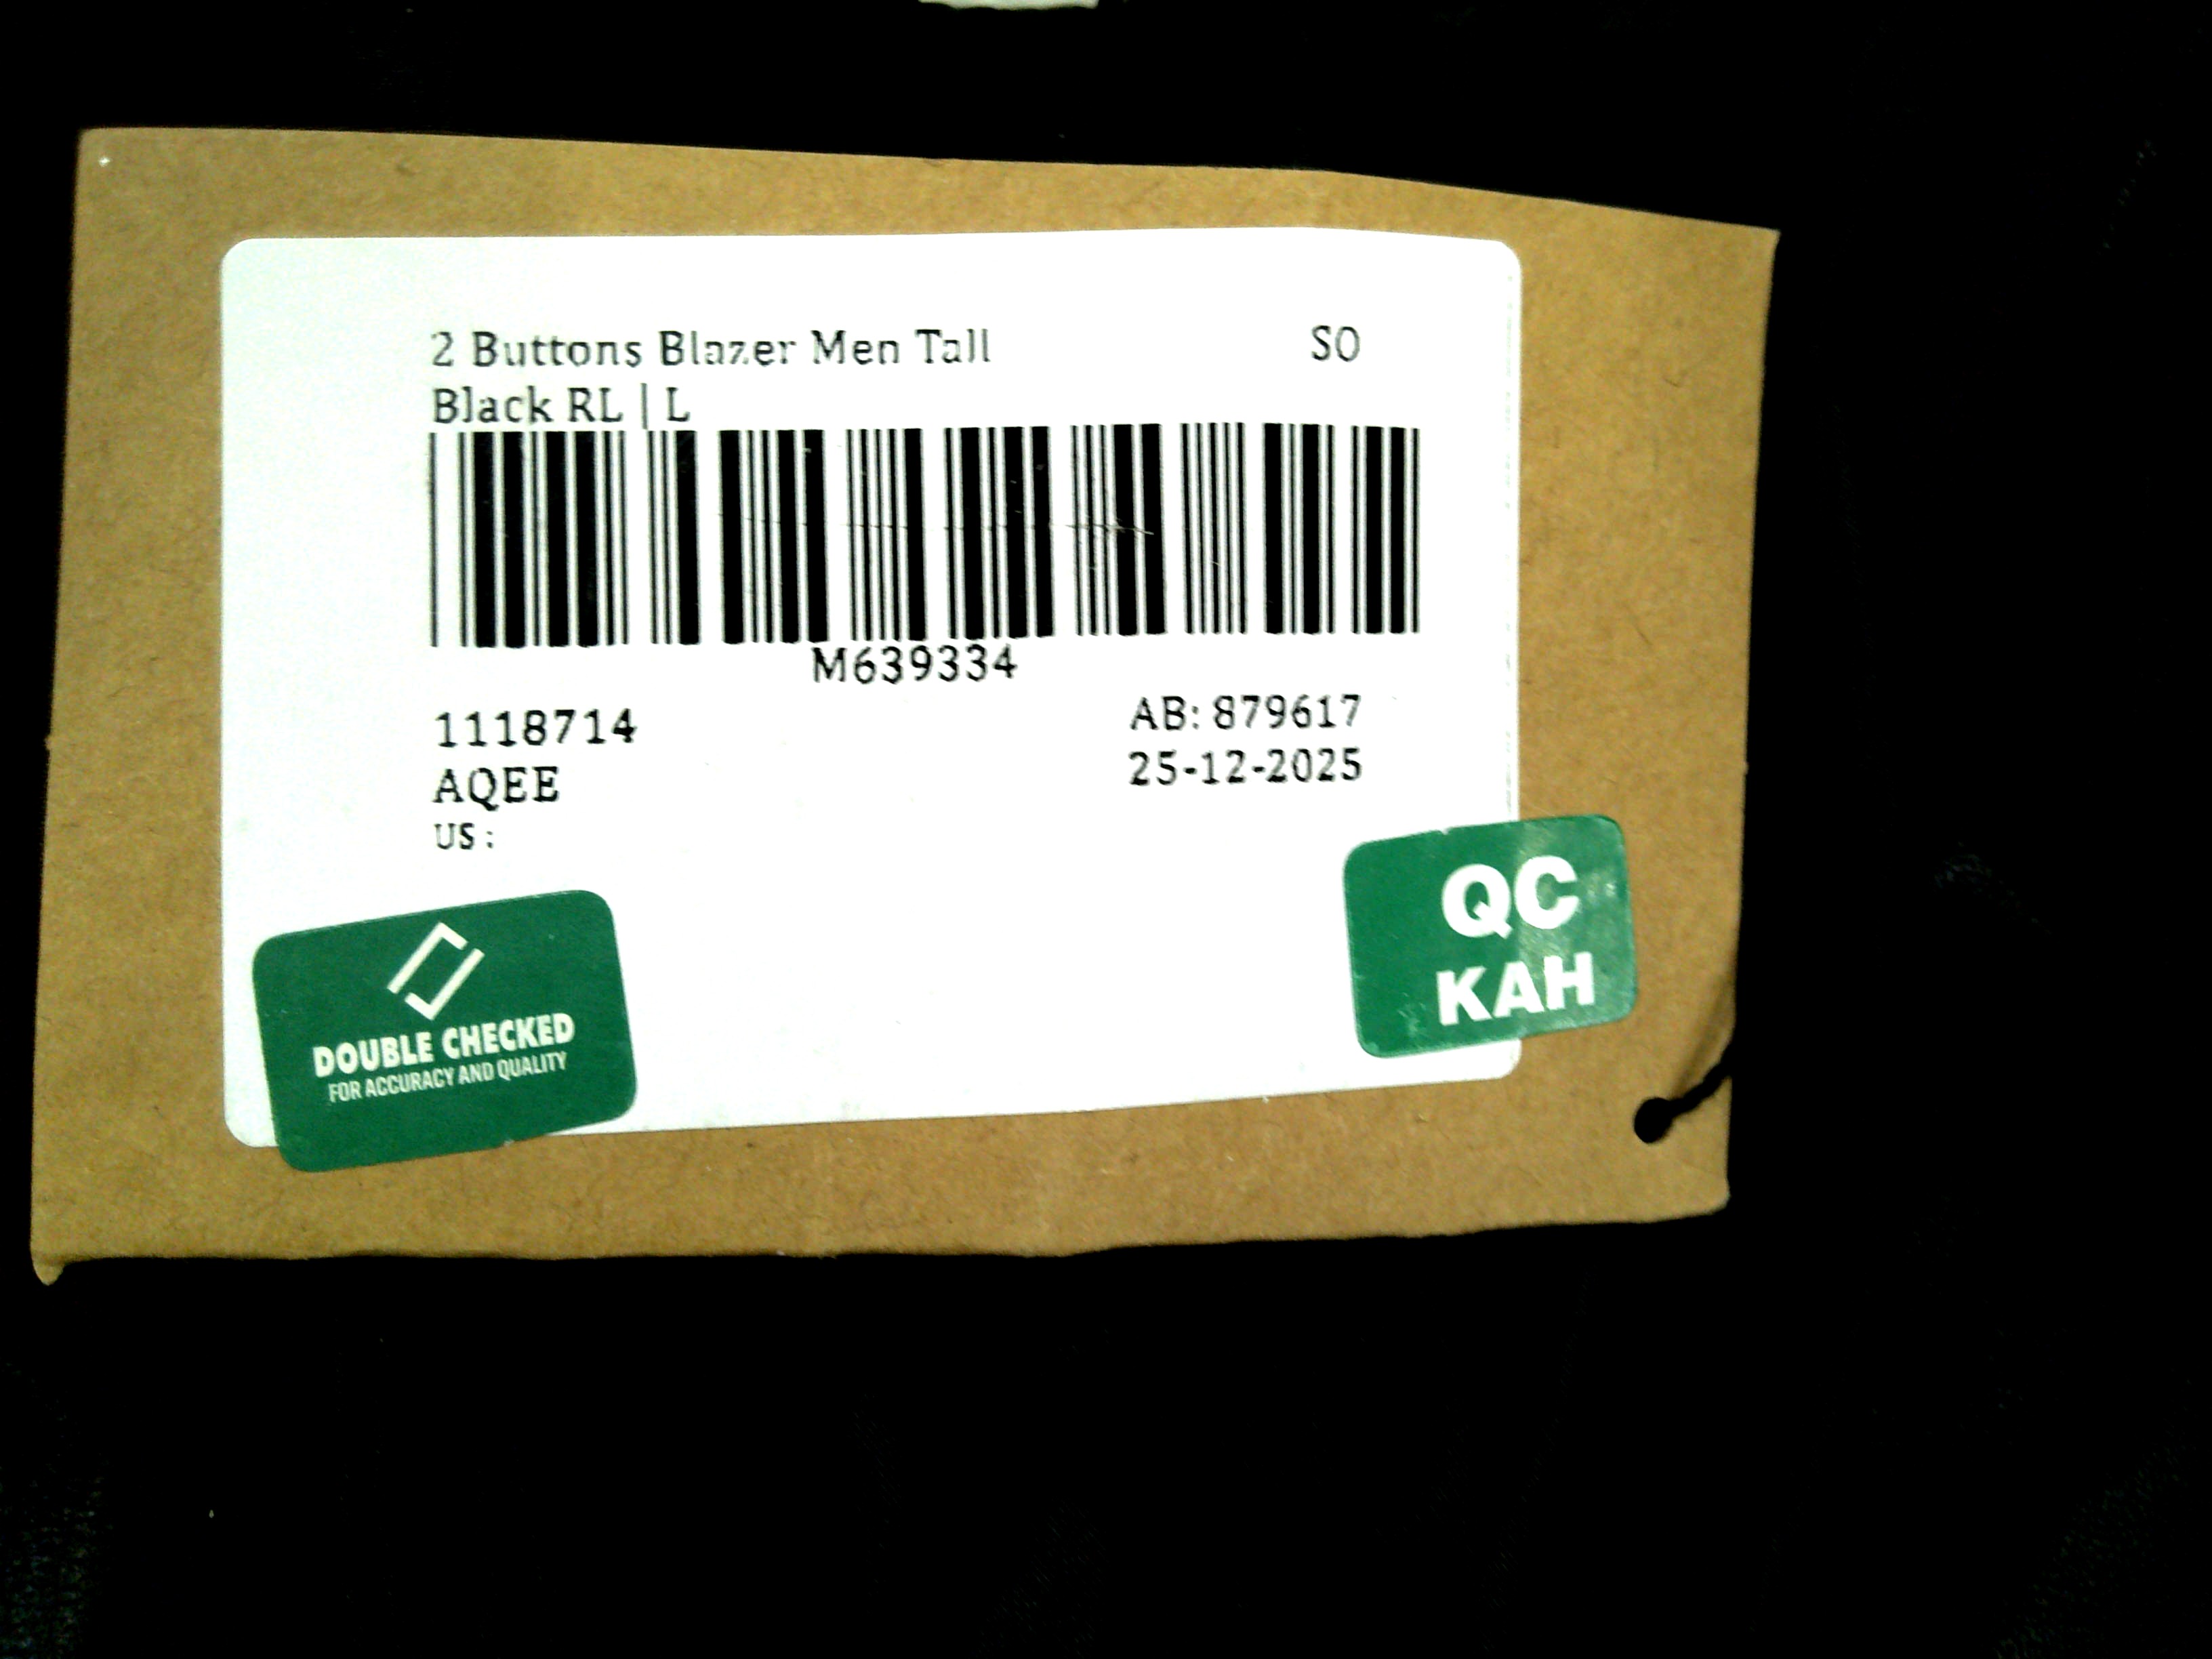 2 Buttons Blazer Men Tall SO
Black RL | L
M639334
1118714 AB: 879617
AQEE 25-12-2025
US :
DOUBLE CHECKED
FOR ACCURACY AND QUALITY
QC
KAH